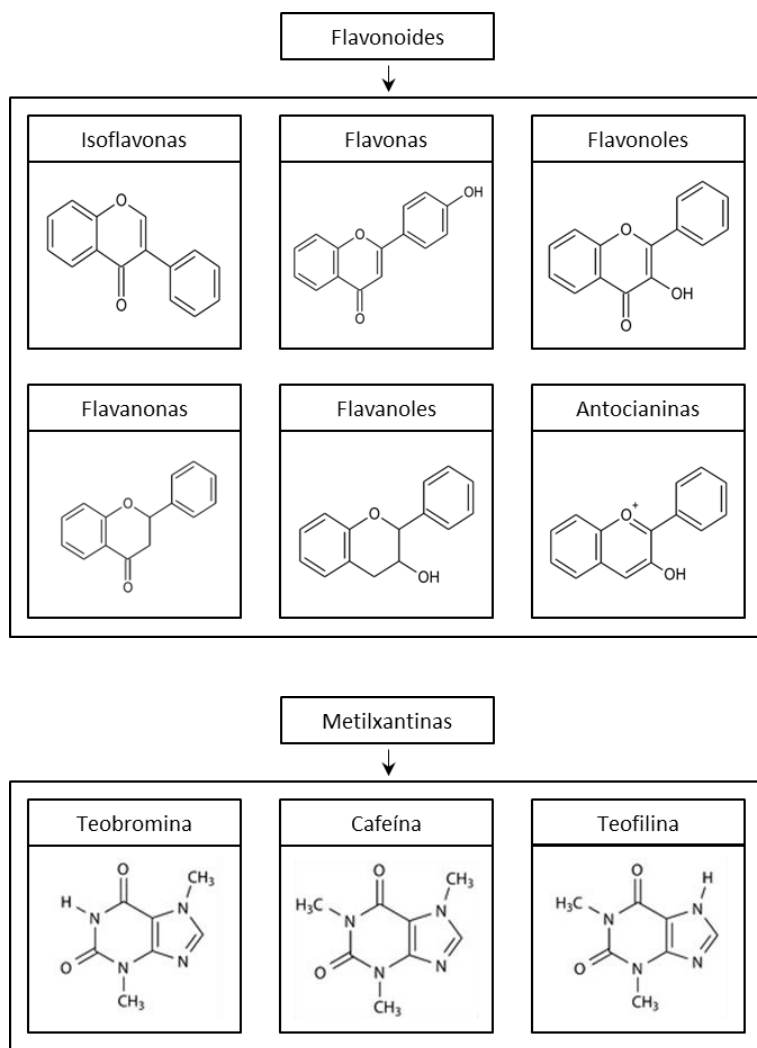 Flavonoides
Isoflavonas
Flavonas
Flavonoles
O
O
OH
O
O
O
OH
O
Flavanonas
Flavanoles
Antocianinas
O
O
O
OH
O+
OH
Metilxantinas
Teobromina
Cafeína
Teofilina
O
CH3
H
N
N
O
N
N
CH3
O
CH3
H3C
N
N
O
N
N
CH3
O
H
H3C
N
N
O
N
N
CH3